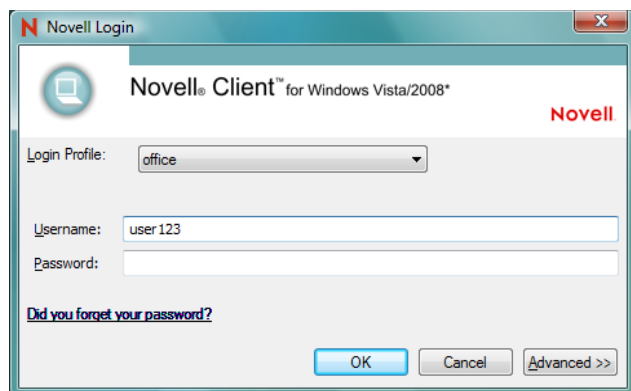 Novell Login
Novell® Client™ for Windows Vista/2008*
Novell.
Login Profile:
office
Username:
user123
Password:
Did you forget your password?
OK Cancel Advanced >>